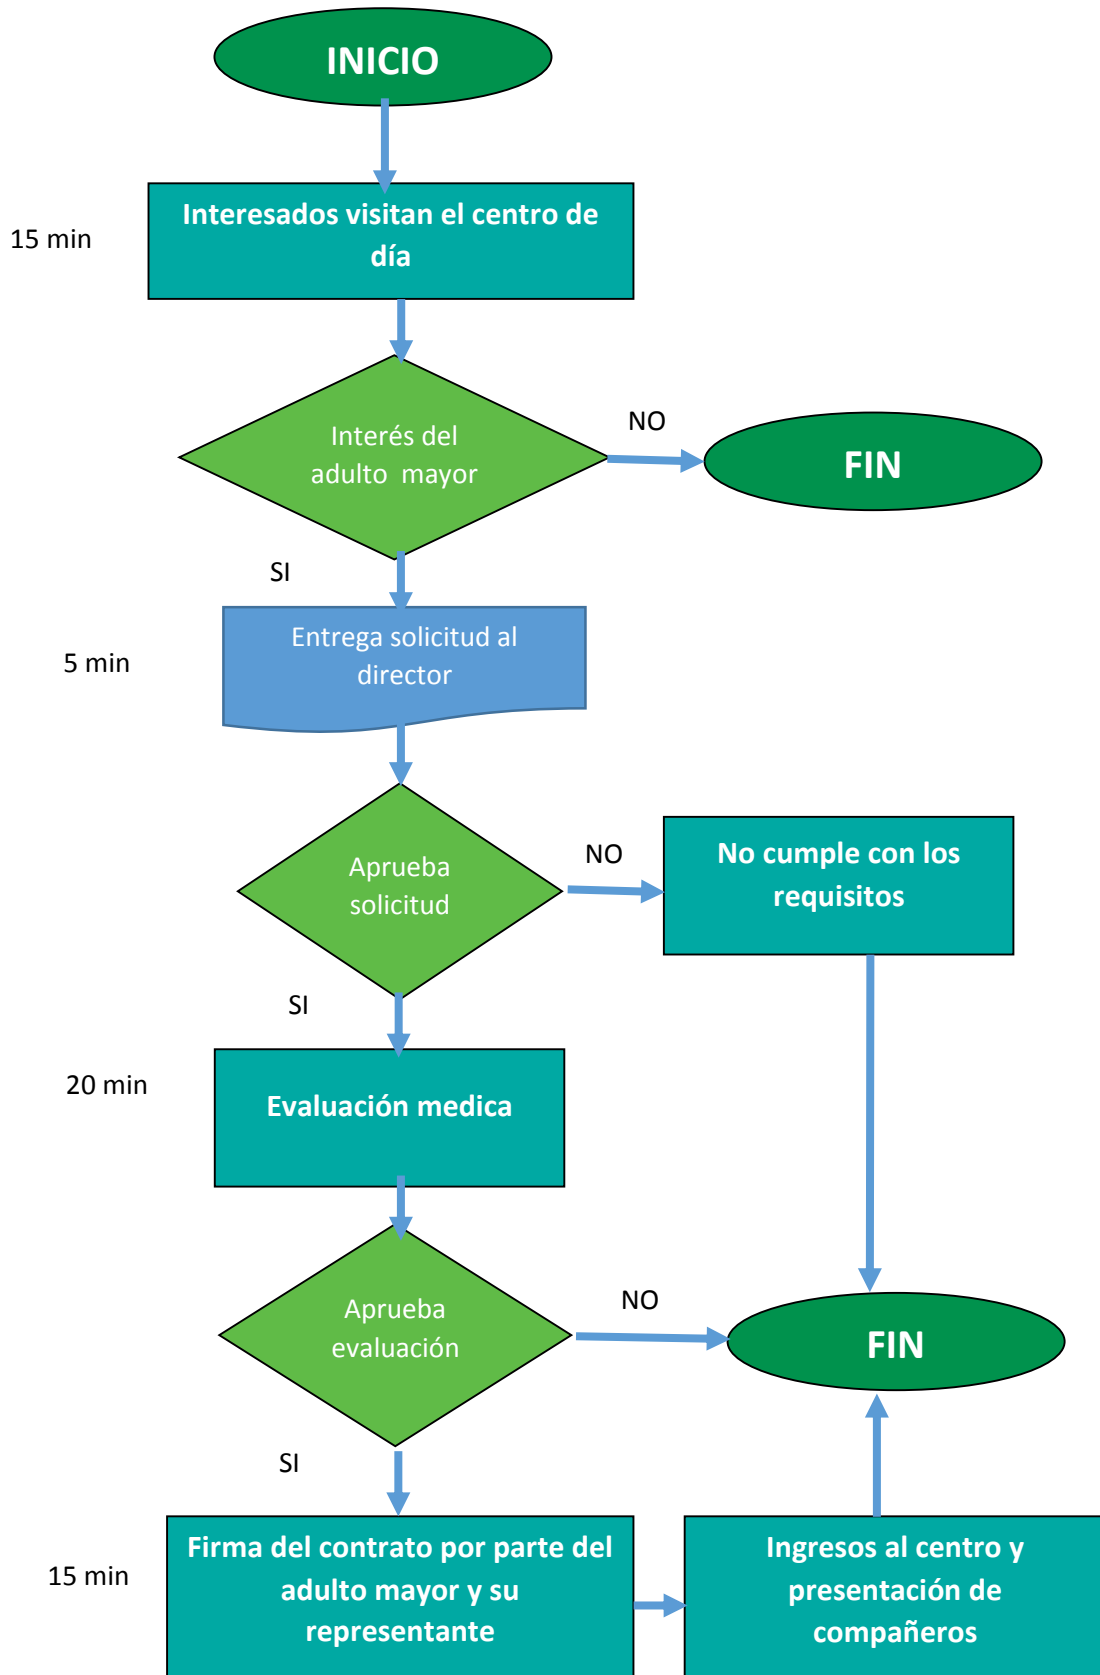 INICIO
15 min
Interesados visitan el centro de
día
Interés del
adulto mayor
NO
FIN
SI
5 min
Entrega solicitud al
director
Aprueba
solicitud
NO
No cumple con los
requisitos
SI
20 min
Evaluación medica
Aprueba
evaluación
NO
FIN
SI
15 min
Firma del contrato por parte del
adulto mayor y su
representante
Ingresos al centro y
presentación de
compañeros